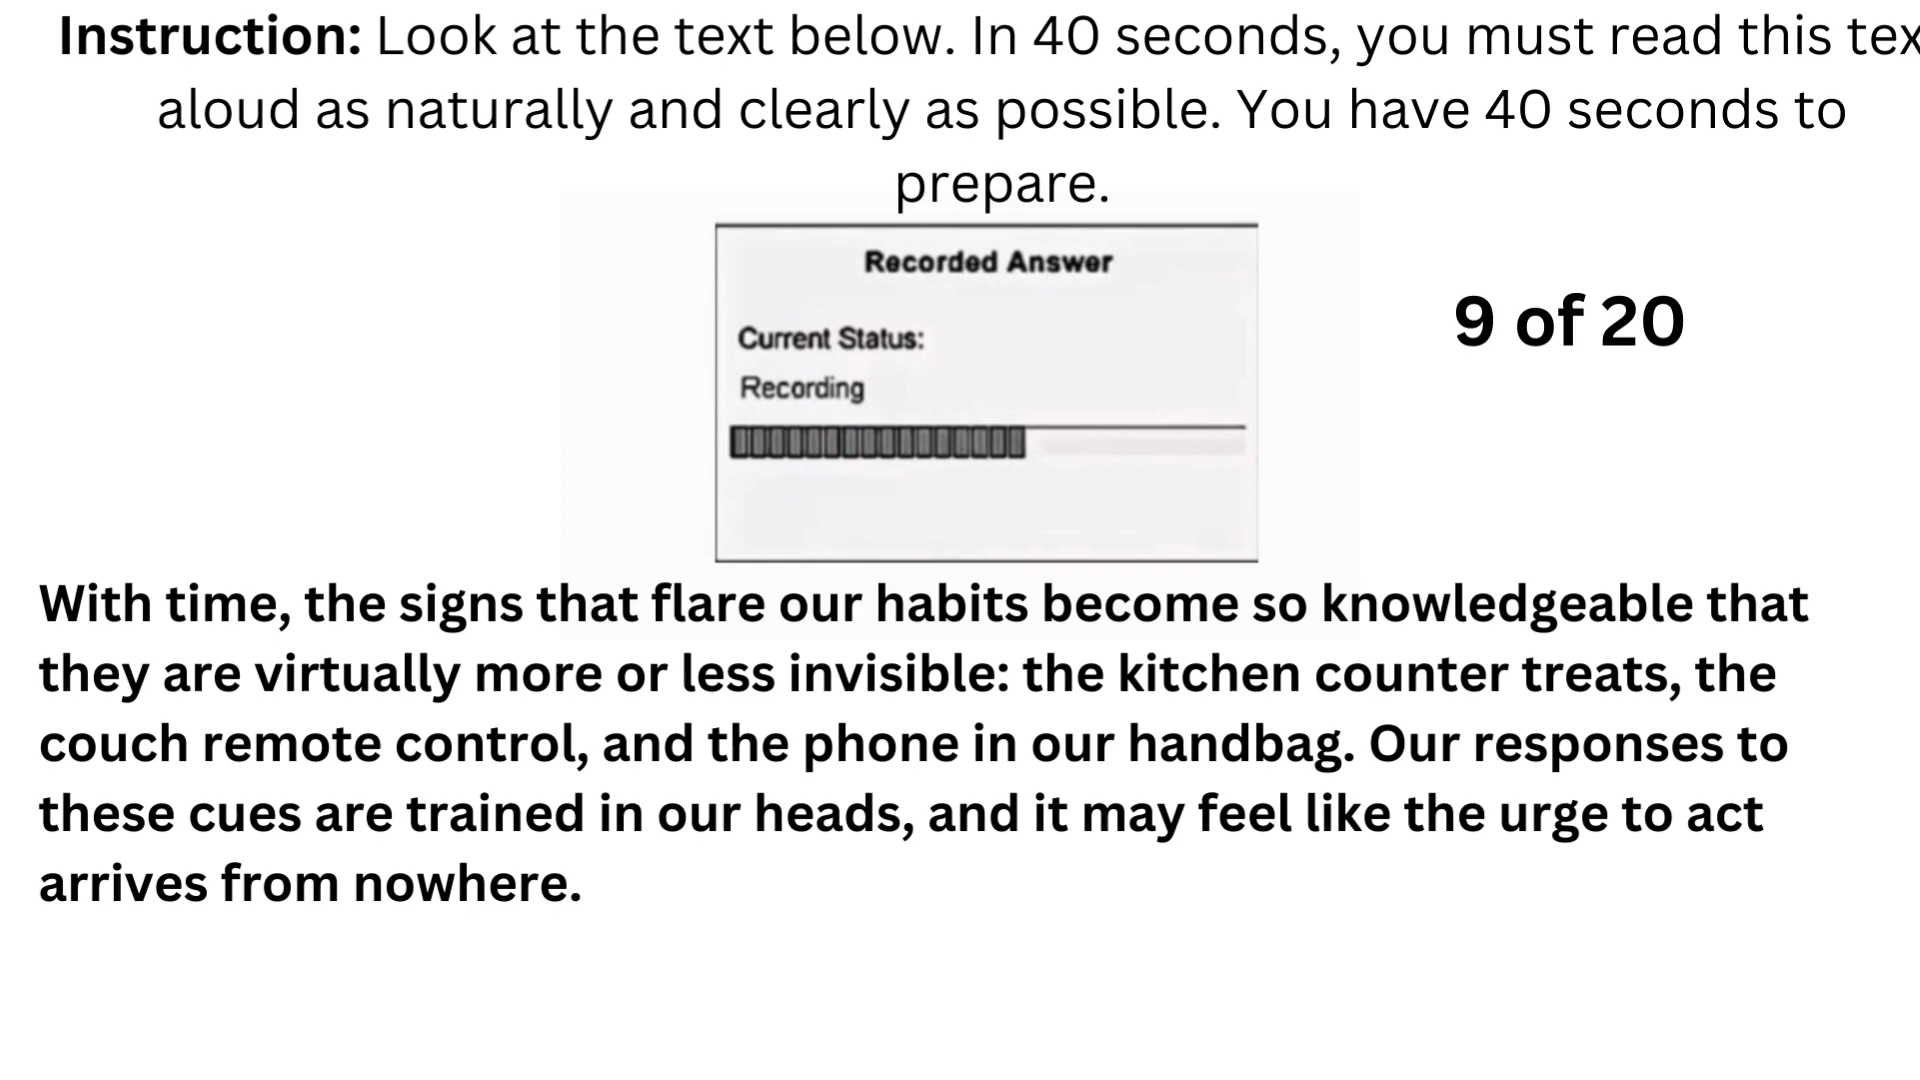 Instruction: Look at the text below. In 40 seconds, you must read this tex
aloud as naturally and clearly as possible. You have 40 seconds to
prepare.
Recorded Answer
Current Status:
Recording
9 of 20
With time, the signs that flare our habits become so knowledgeable that
they are virtually more or less invisible: the kitchen counter treats, the
couch remote control, and the phone in our handbag. Our responses to
these cues are trained in our heads, and it may feel like the urge to act
arrives from nowhere.